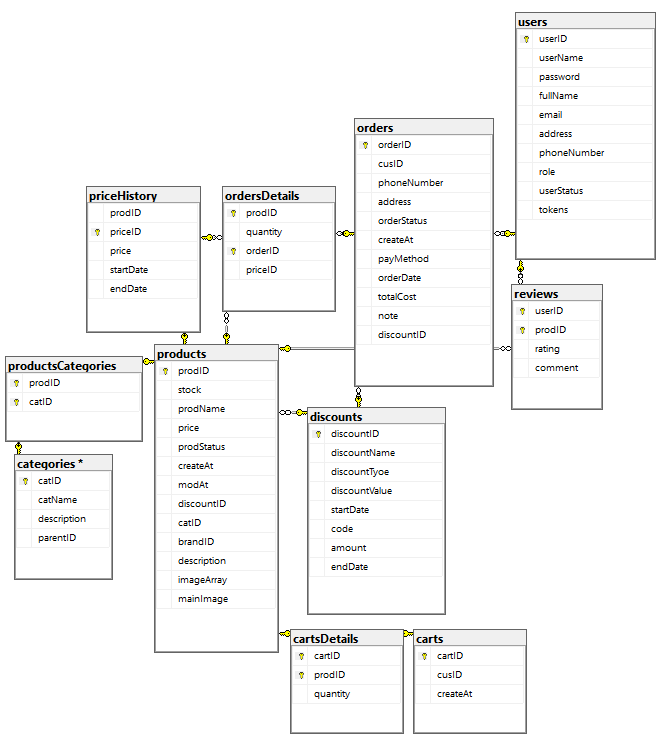 users
userID
userName
password
fullName
email
address
phoneNumber
role
userStatus
tokens
orders
orderID
cusID
phoneNumber
address
orderStatus
createAt
payMethod
orderDate
totalCost
note
discountID
priceHistory
prodID
priceID
price
startDate
endDate
ordersDetails
prodID
quantity
orderID
priceID
reviews
userID
prodID
rating
comment
productsCategories
prodID
catID
products
prodID
stock
prodName
price
prodStatus
createAt
modAt
discountID
catID
brandID
description
imageArray
mainImage
discounts
discountID
discountName
discountTyoe
discountValue
startDate
code
amount
endDate
categories *
catID
catName
description
parentID
cartsDetails
cartID
prodID
quantity
carts
cartID
cusID
createAt